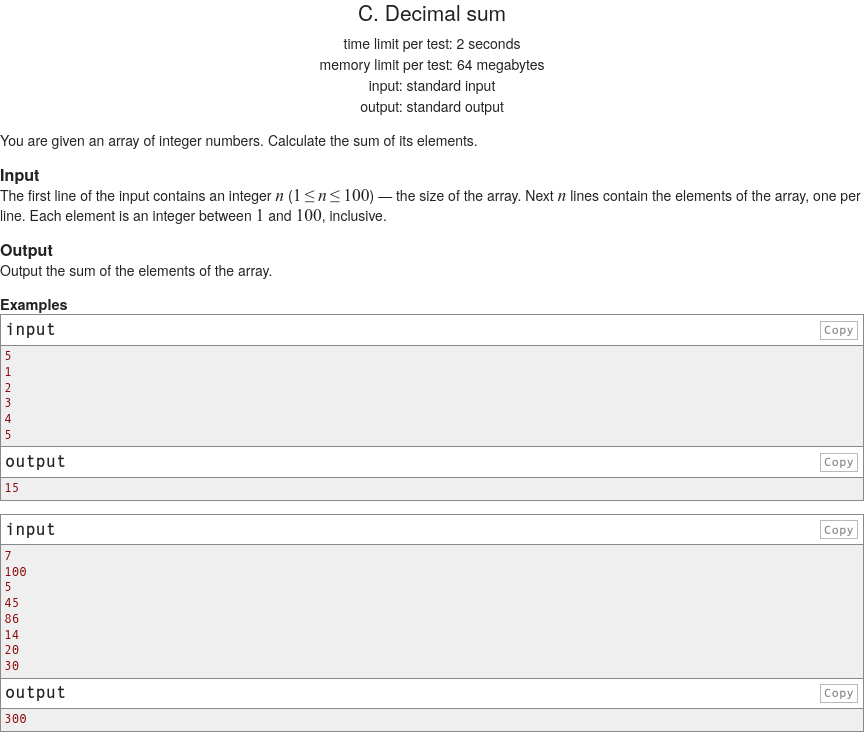 C. Decimal sum
time limit per test: 2 seconds
memory limit per test: 64 megabytes
input: standard input
output: standard output
You are given an array of integer numbers. Calculate the sum of its elements.
Input
The first line of the input contains an integer n (1 ≤ n ≤ 100) — the size of the array. Next n lines contain the elements of the array, one per
line. Each element is an integer between 1 and 100, inclusive.
Output
Output the sum of the elements of the array.
Examples
input Copy
5
1
2
3
4
5
output Copy
15
input Copy
7
100
5
45
86
14
20
30
output Copy
300